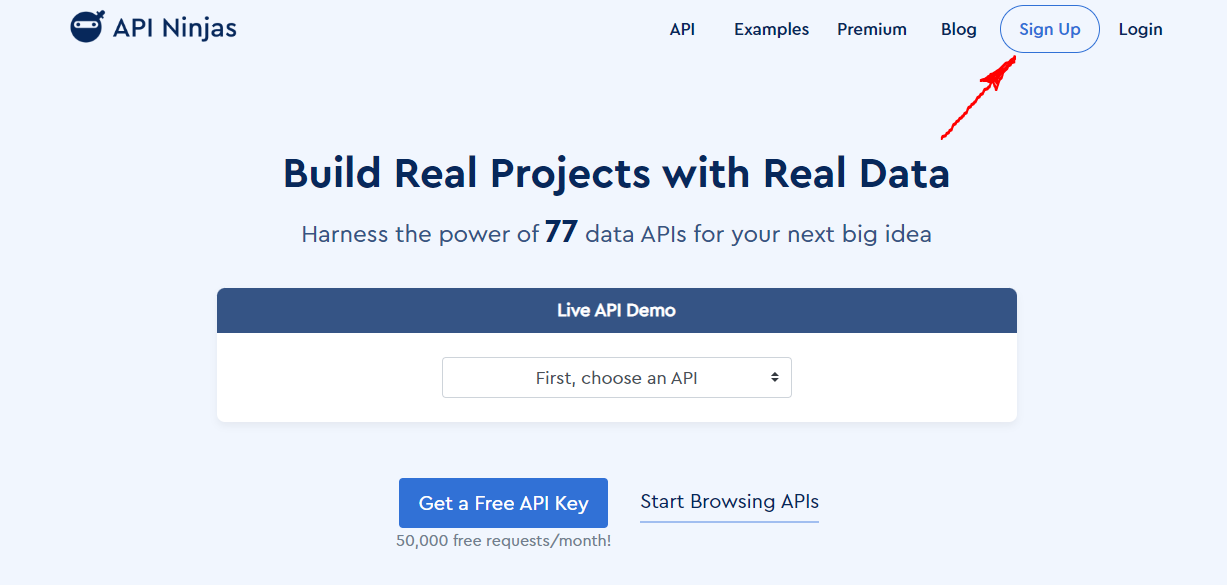 API Ninjas
API Examples Premium Blog Sign Up Login
Build Real Projects with Real Data
Harness the power of 77 data APIs for your next big idea
Live API Demo
First, choose an API
Get a Free API Key Start Browsing APIs
50,000 free requests/month!